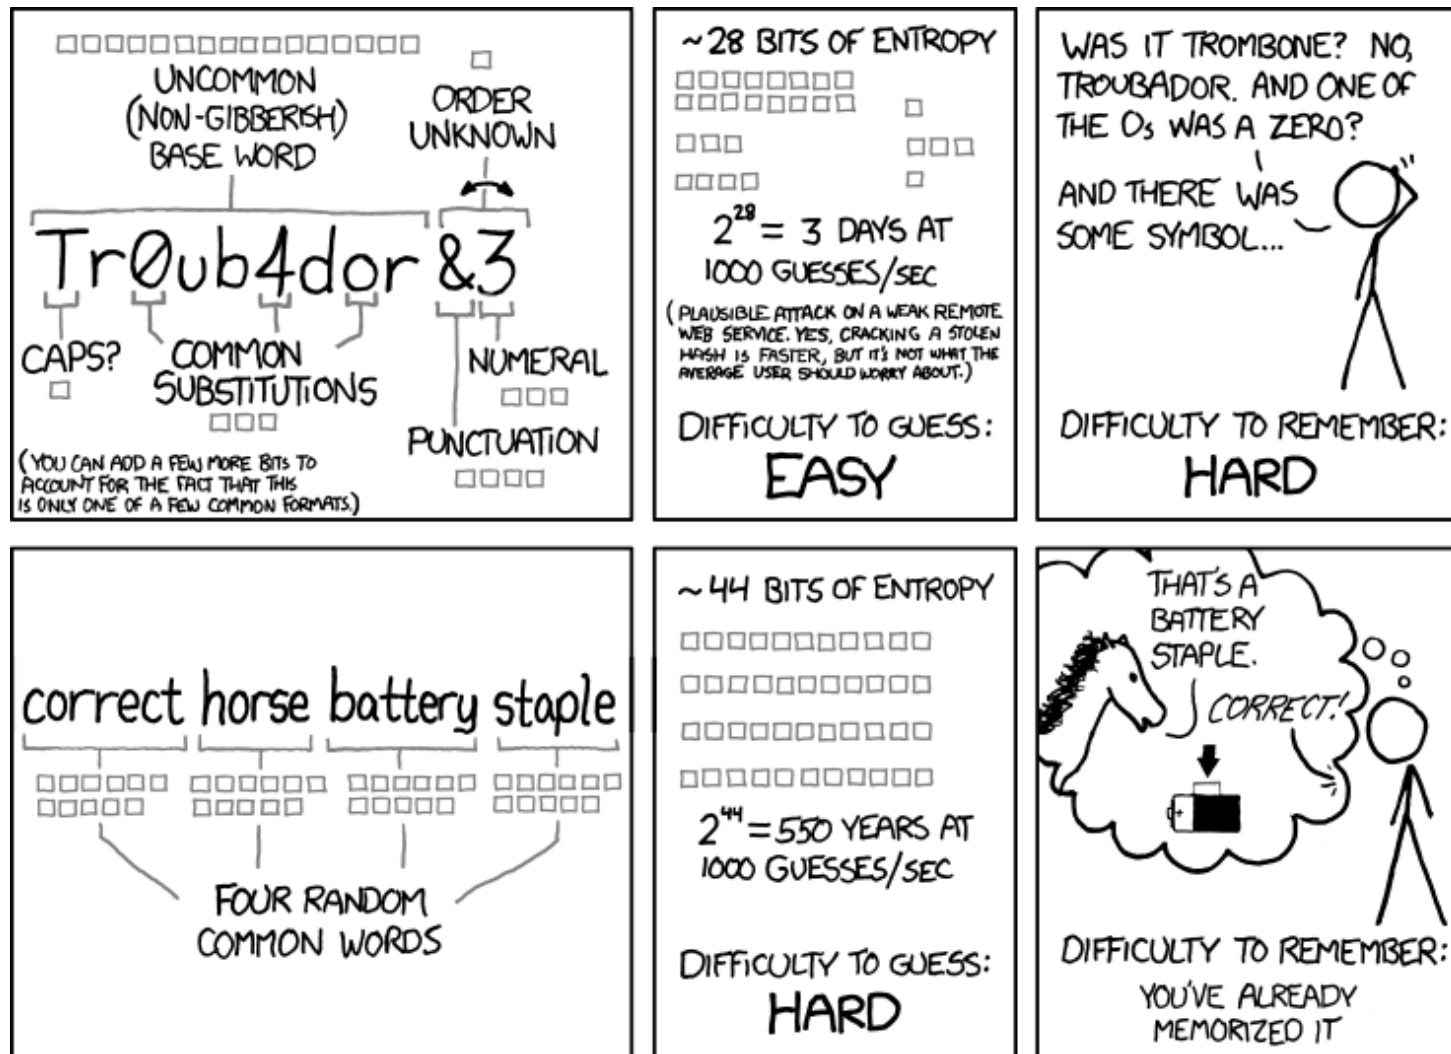 UNCOMMON
(NON-GIBBERISH)
BASE WORD
ORDER
UNKNOWN
Tr0ub4dor &3
CAPS?
COMMON
SUBSTITUTIONS
NUMERAL
PUNCTUATION
(YOU CAN ADD A FEW MORE BITS TO
ACCOUNT FOR THE FACT THAT THIS
IS ONLY ONE OF A FEW COMMON FORMATS.)
~28 BITS OF ENTROPY
2^28 = 3 DAYS AT
1000 GUESSES/SEC
(PLAUSIBLE ATTACK ON A WEAK REMOTE
WEB SERVICE. YES, CRACKING A STOLEN
HASH IS FASTER, BUT IT'S NOT WHAT THE
AVERAGE USER SHOULD WORRY ABOUT.)
DIFFICULTY TO GUESS:
EASY
WAS IT TROMBONE? NO,
TROUBADOR. AND ONE OF
THE Os WAS A ZERO?
AND THERE WAS
SOME SYMBOL...
DIFFICULTY TO REMEMBER:
HARD
correct horse battery staple
FOUR RANDOM
COMMON WORDS
~44 BITS OF ENTROPY
2^44 = 550 YEARS AT
1000 GUESSES/SEC
DIFFICULTY TO GUESS:
HARD
THAT'S A
BATTERY
STAPLE.
CORRECT!
+
DIFFICULTY TO REMEMBER:
YOU'VE ALREADY
MEMORIZED IT